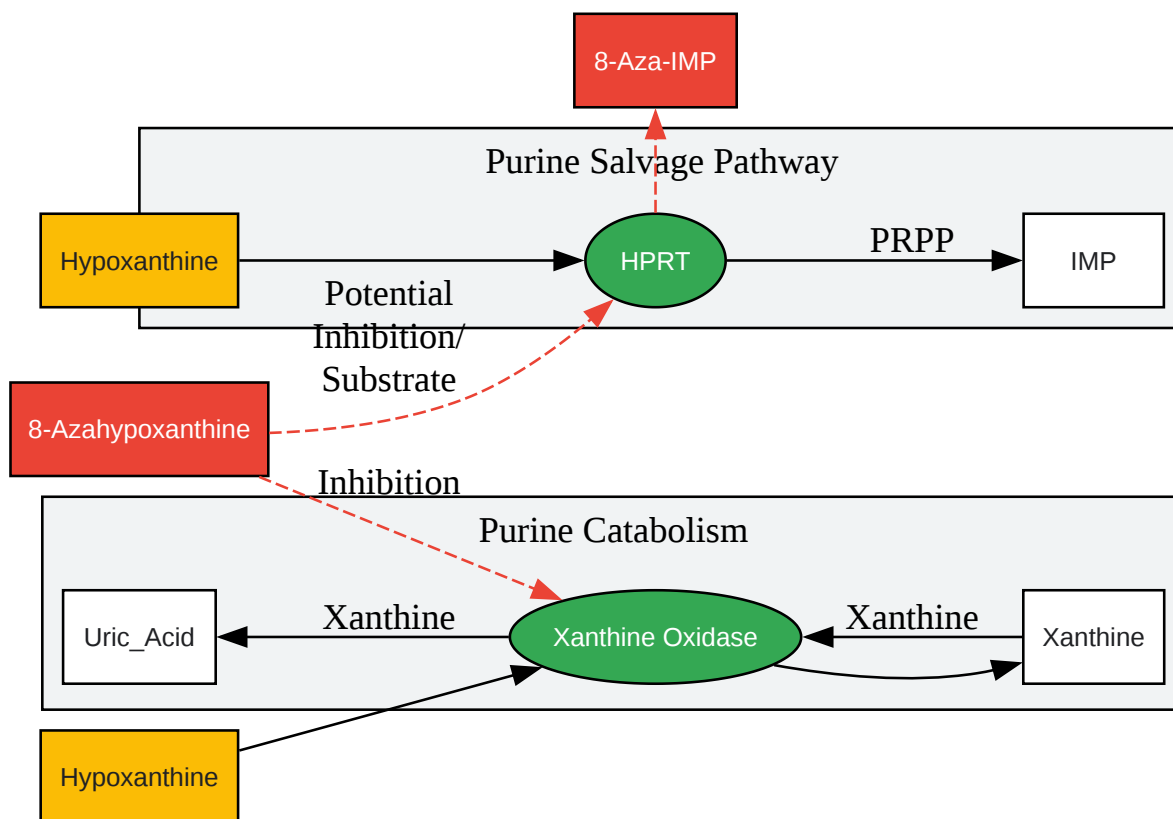 8-Aza-IMP
Purine Salvage Pathway
Hypoxanthine
HPRT
PRPP
IMP
Potential
Inhibition/
Substrate
8-Azahypoxanthine
Inhibition
Purine Catabolism
Uric_Acid
Xanthine
Xanthine Oxidase
Xanthine
Xanthine
Hypoxanthine